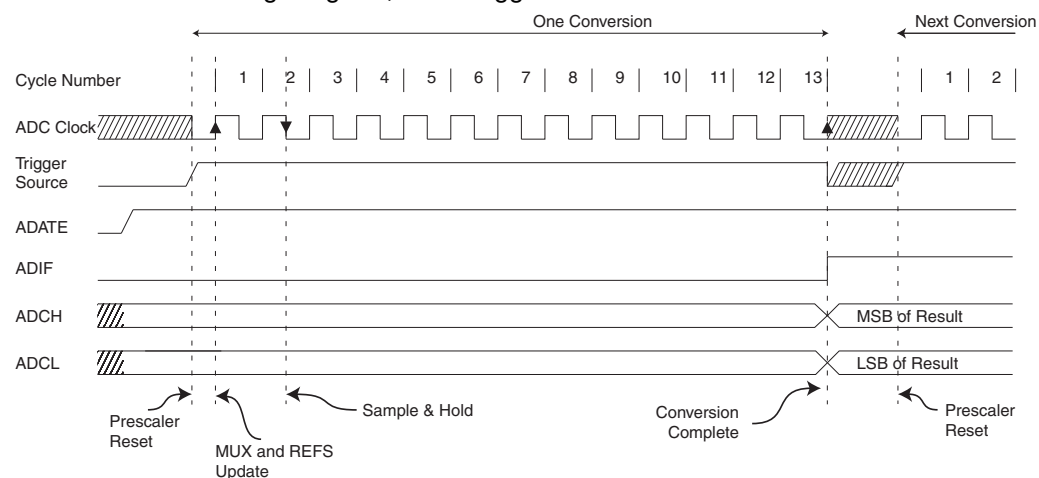 One Conversion Next Conversion
Cycle Number 1 2 3 4 5 6 7 8 9 10 11 12 13 1 2
ADC Clock
Trigger
Source
ADATE
ADIF
ADCH MSB of Result
ADCL LSB of Result
Prescaler
Reset
MUX and REFS
Update
Sample & Hold
Conversion
Complete
Prescaler
Reset